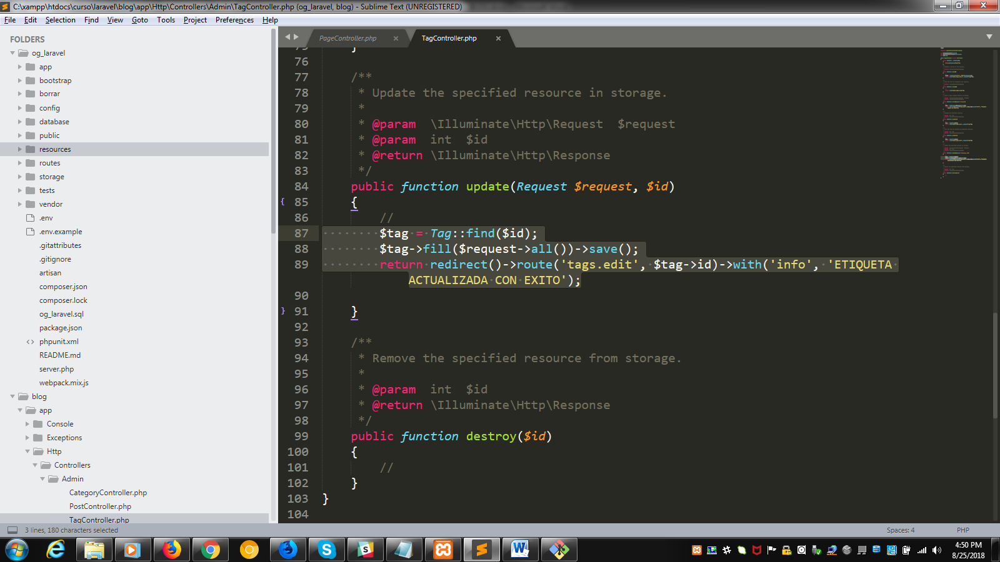 C:\xampp\htdocs\curso\laravel\blog\app\Http\Controllers\Admin\TagController.php (og_laravel, blog) - Sublime Text (UNREGISTERED)
File Edit Selection Find View Goto Tools Project Preferences Help
FOLDERS
og_laravel
app
bootstrap
borrar
config
database
public
resources
routes
storage
tests
vendor
.env
.env.example
.gitattributes
.gitignore
artisan
composer.json
composer.lock
og_laravel.sql
package.json
<> phpunit.xml
README.md
server.php
webpack.mix.js
blog
app
Console
Exceptions
Http
Controllers
Admin
CategoryController.php
PostController.php
TagController.php
PageController.php × TagController.php ×
75 }
76
77 /**
78 * Update the specified resource in storage.
79 *
80 * @param \Illuminate\Http\Request $request
81 * @param int $id
82 * @return \Illuminate\Http\Response
83 */
84 public function update(Request $request, $id)
{ 85 {
86 //
87 $tag = Tag::find($id);
88 $tag->fill($request->all())->save();
89 return redirect()->route('tags.edit', $tag->id)->with('info', 'ETIQUETA
ACTUALIZADA CON EXITO');
90
} 91 }
92
93 /**
94 * Remove the specified resource from storage.
95 *
96 * @param int $id
97 * @return \Illuminate\Http\Response
98 */
99 public function destroy($id)
100 {
101 //
102 }
103 }
104
3 lines, 180 characters selected Spaces: 4 PHP
4:50 PM
8/25/2018